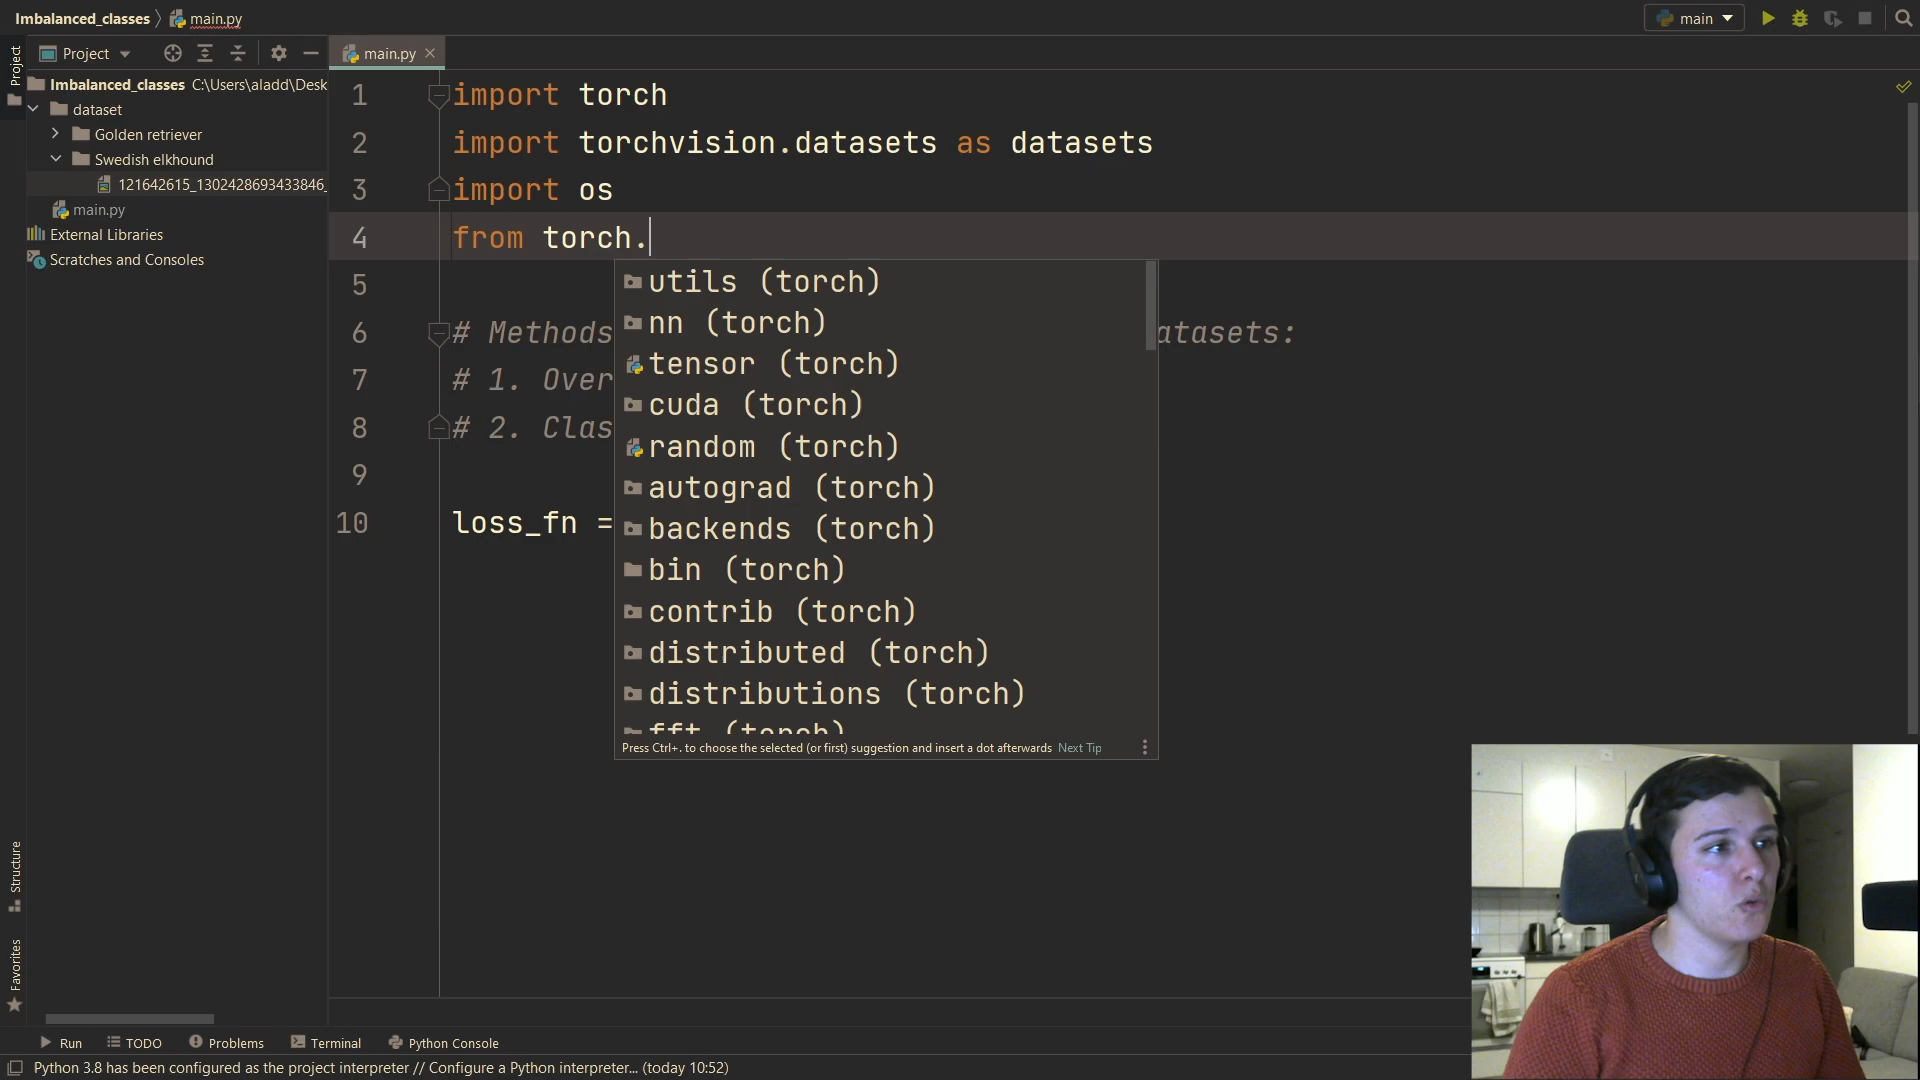 Imbalanced_classes
main.py
main
Project
Project
main.py
Imbalanced_classes C:\Users\aladd\Desk
dataset
Golden retriever
Swedish elkhound
121642615_1302428693433846_
main.py
External Libraries
Scratches and Consoles
1 import torch
2 import torchvision.datasets as datasets
3 import os
4 from torch.
5
6 # Methods atasets:
7 # 1. Over
8 # 2. Clas
9
10 loss_fn =
utils (torch)
nn (torch)
tensor (torch)
cuda (torch)
random (torch)
autograd (torch)
backends (torch)
bin (torch)
contrib (torch)
distributed (torch)
distributions (torch)
fft (torch)
Press Ctrl+. to choose the selected (or first) suggestion and insert a dot afterwards Next Tip
Structure
Favorites
Run TODO Problems Terminal Python Console
Python 3.8 has been configured as the project interpreter // Configure a Python interpreter... (today 10:52)